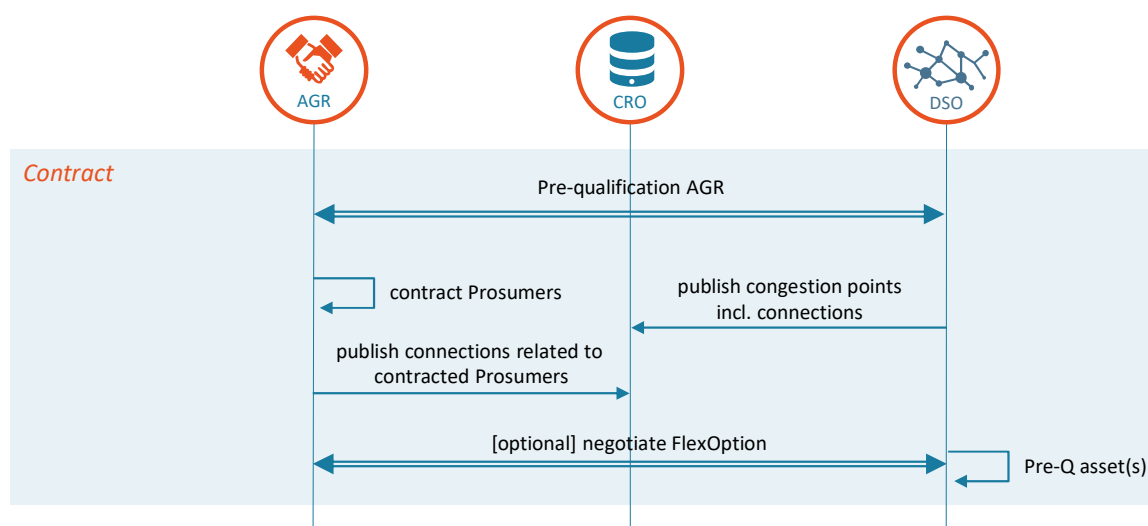 AGR
CRO
DSO
Contract
Pre-qualification AGR
contract Prosumers
publish congestion points
incl. connections
publish connections related to
contracted Prosumers
[optional] negotiate FlexOption
Pre-Q asset(s)